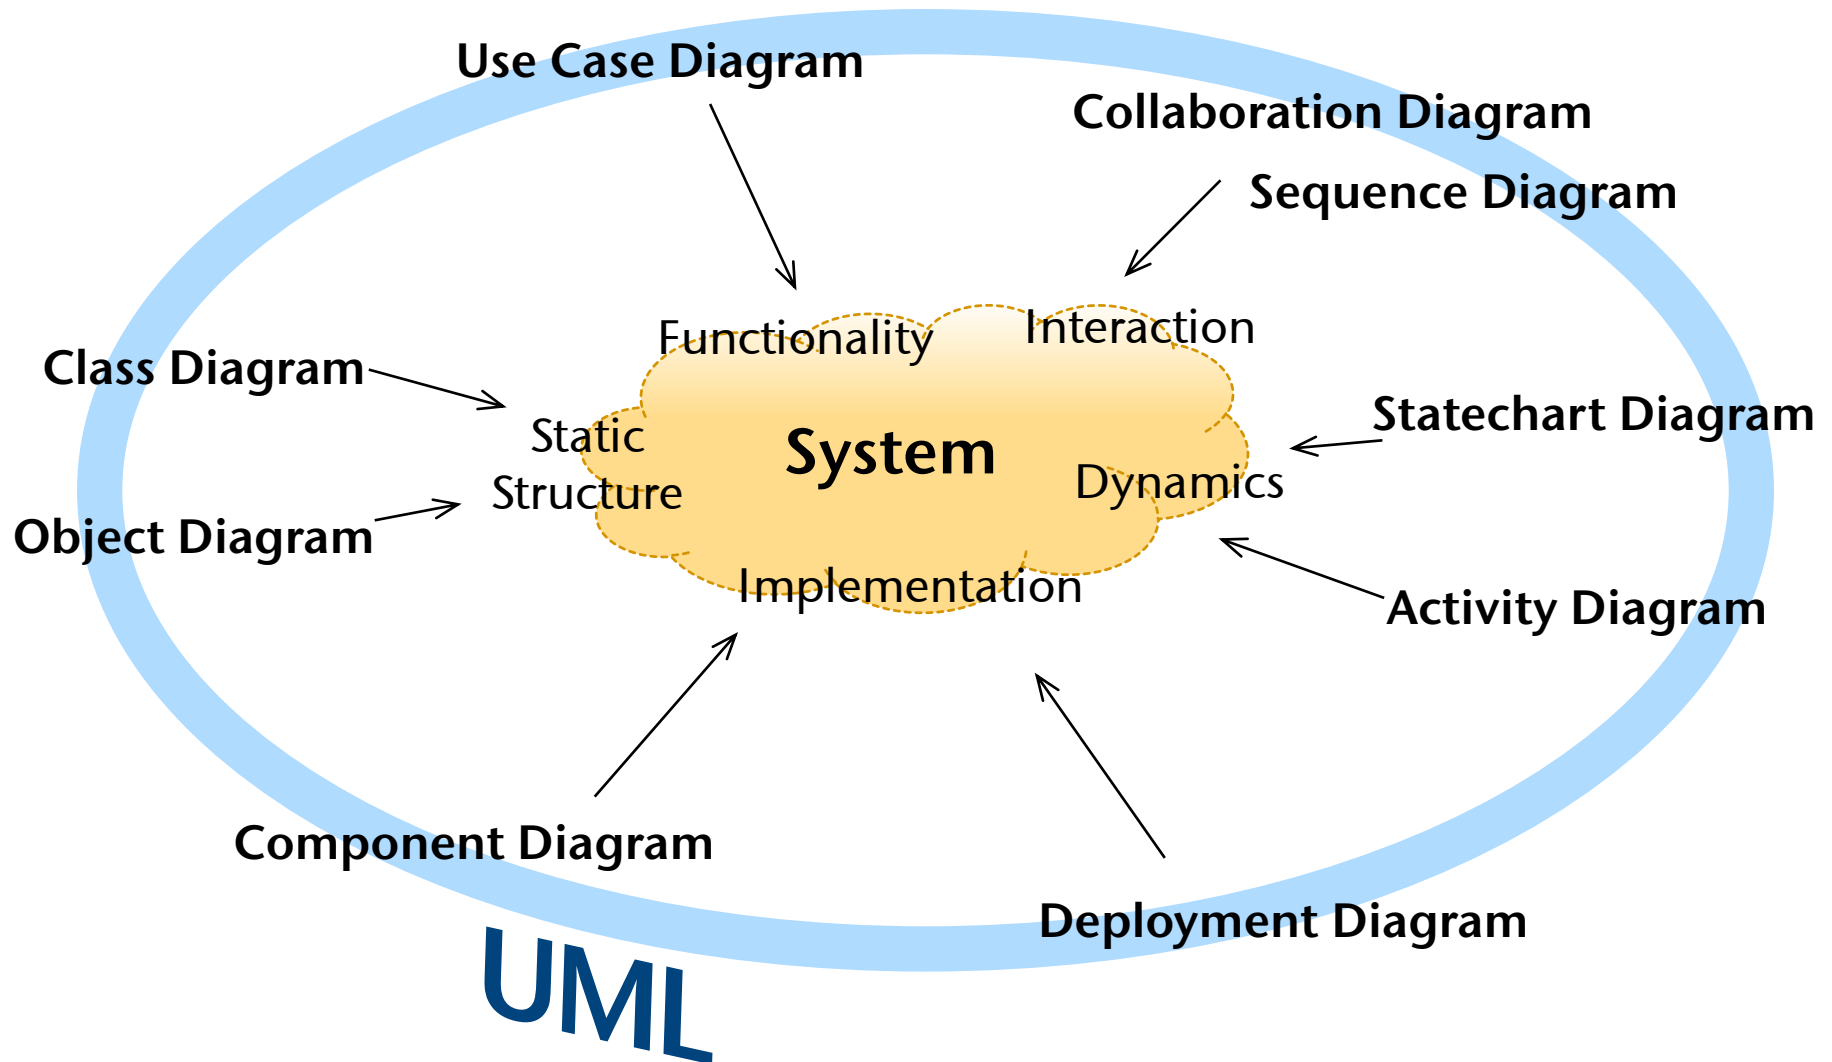 Use Case Diagram
Collaboration Diagram
Sequence Diagram
Functionality
Interaction
Class Diagram
Static
Structure
System
Statechart Diagram
Dynamics
Object Diagram
Implementation
Activity Diagram
Component Diagram
Deployment Diagram
UML